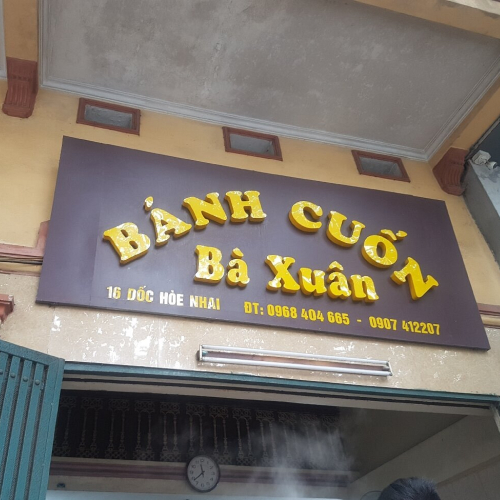 BÁNH CUỐN
Bà Xuân
16 DỐC HÒE NHAI ĐT: 0968 404 665 - 0907 412207